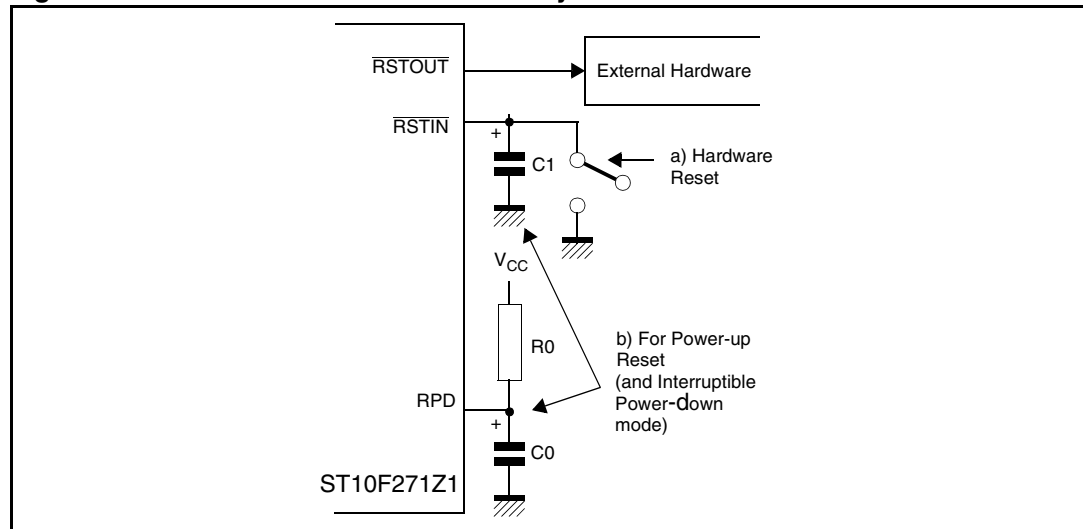 RSTOUT
External Hardware
RSTIN
+
C1
a) Hardware
Reset
VCC
R0
b) For Power-up
Reset
(and Interruptible
Power-down
mode)
RPD
+
C0
ST10F271Z1